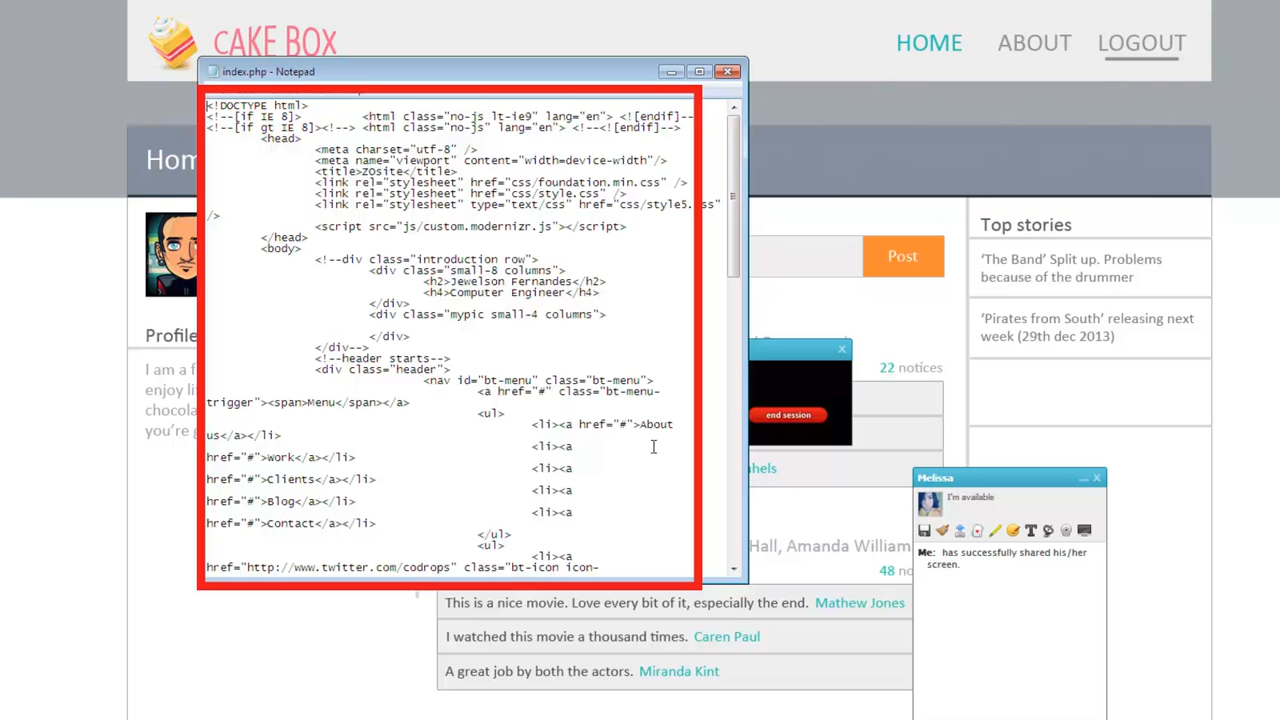 CAKE BOX
HOME ABOUT LOGOUT
index.php - Notepad
<!DOCTYPE html>
<!--[if IE 8]> <html class="no-js lt-ie9" lang="en"> <![endif]--
<!--[if gt IE 8]><!--> <html class="no-js" lang="en"> <!--<![endif]-->
<head>
<meta charset="utf-8" />
<meta name="viewport" content="width=device-width"/>
<title>ZOsite</title>
<link rel="stylesheet" href="css/foundation.min.css" />
<link rel="stylesheet" href="css/style.css" />
<link rel="stylesheet" type="text/css" href="css/style5.css"
/>
<script src="js/custom.modernizr.js"></script>
</head>
<body>
<!--div class="introduction row">
<div class="small-8 columns">
<h2>Jewelson Fernandes</h2>
<h4>Computer Engineer</h4>
</div>
<div class="mypic small-4 columns">
</div>
</div-->
<!--header starts-->
<div class="header">
<nav id="bt-menu" class="bt-menu">
<a href="#" class="bt-menu-
trigger"><span>Menu</span></a>
<ul>
<li><a href="#">About
us</a></li>
<li><a
href="#">Work</a></li>
<li><a
href="#">Clients</a></li>
<li><a
href="#">Blog</a></li>
<li><a
href="#">Contact</a></li>
</ul>
<ul>
<li><a
href="http://www.twitter.com/codrops" class="bt-icon icon-
Hom
Profile
I am a f
enjoy li
chocola
you're g
Post
Top stories
'The Band' Split up. Problems
because of the drummer
'Pirates from South' releasing next
week (29th dec 2013)
22 notices
end session
hels
Hall, Amanda William
48 no
This is a nice movie. Love every bit of it, especially the end. Mathew Jones
I watched this movie a thousand times. Caren Paul
A great job by both the actors. Miranda Kint
Melissa
I'm available
Me: has successfully shared his/her
screen.